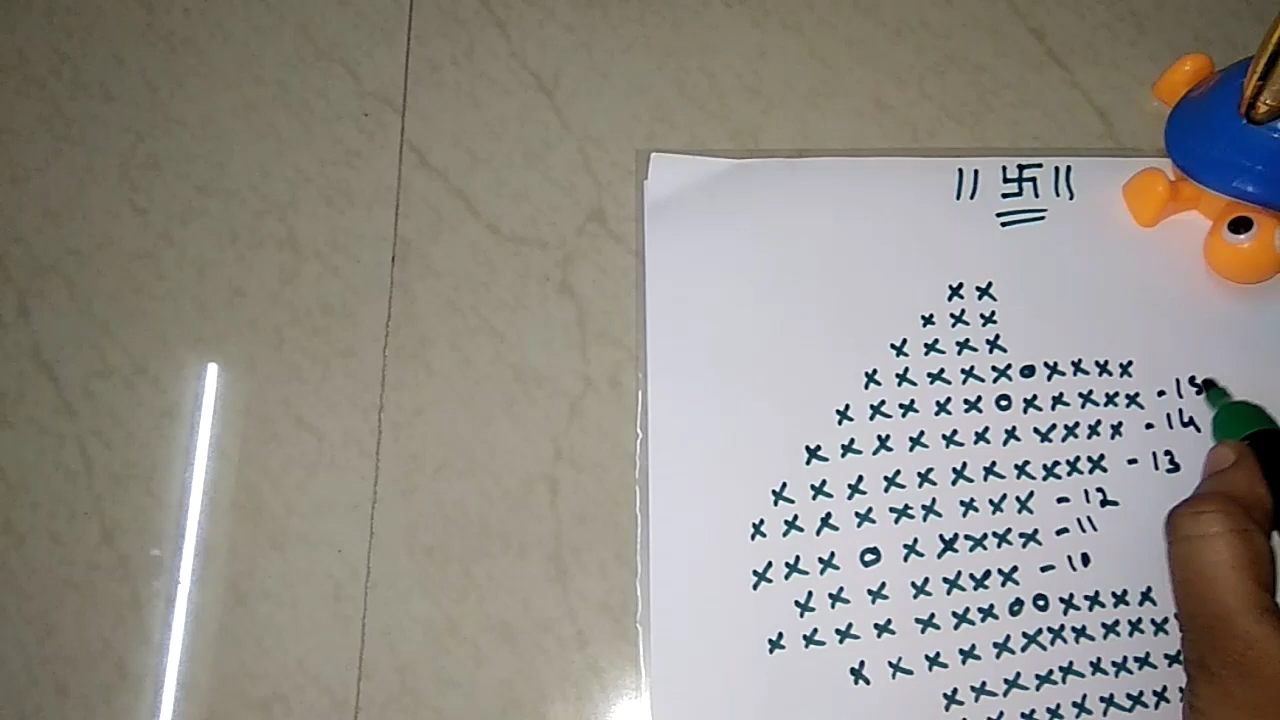 || 卐 ||
x x
x x x
x x x x
x x x x x o x x x x
x x x x x o x x x x x - 15
x x x x x x x x x x x - 14
x x x x x x x x x x x - 13
x x x x x x x x x - 12
x x x o x x x x x - 11
x x x x x x x - 10
x x x x x x x o o x x x x
x x x x x x x x x x x
x x x x x x x x x